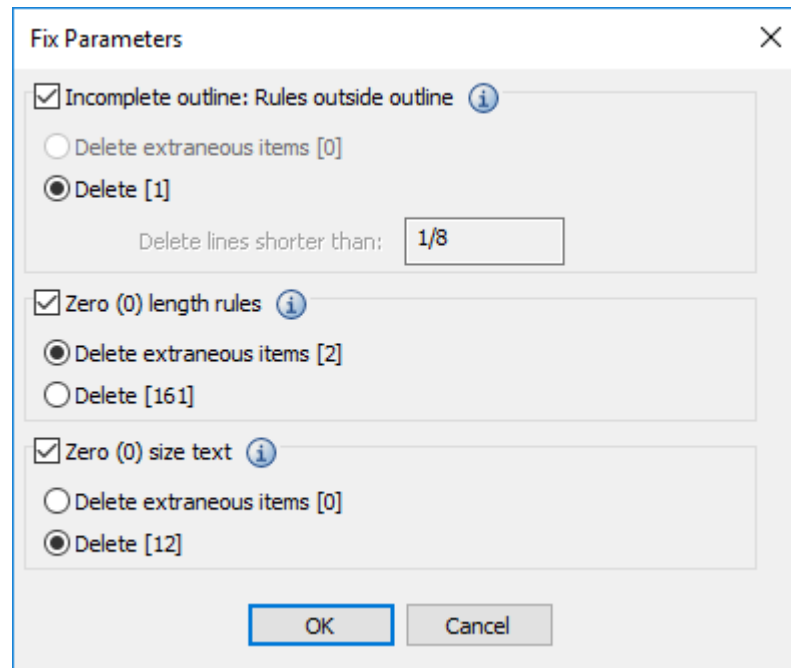 Fix Parameters
Incomplete outline: Rules outside outline
Delete extraneous items [0]
Delete [1]
Delete lines shorter than: 1/8
Zero (0) length rules
Delete extraneous items [2]
Delete [161]
Zero (0) size text
Delete extraneous items [0]
Delete [12]
OK Cancel